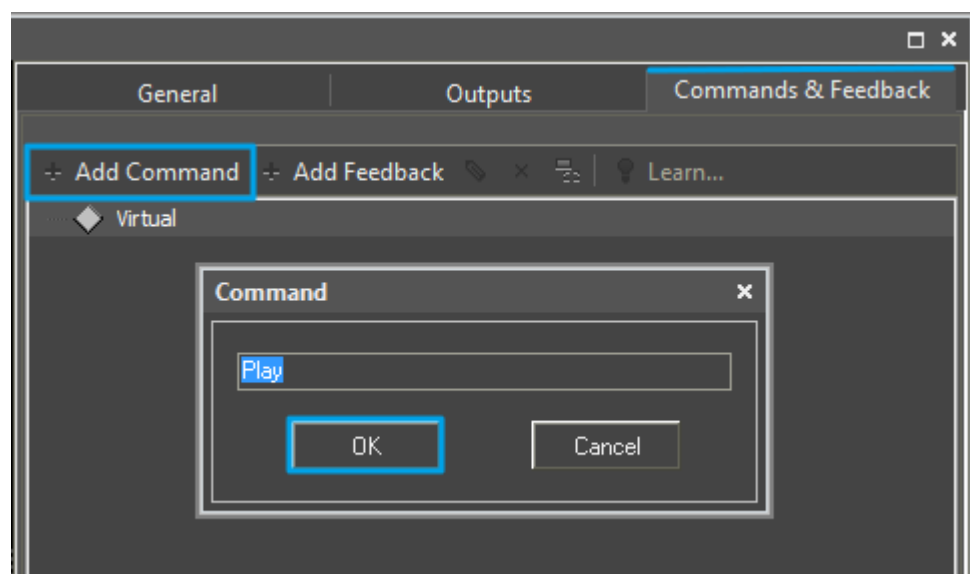 General Outputs Commands & Feedback
Add Command Add Feedback Learn...
Virtual
Command
Play
OK Cancel